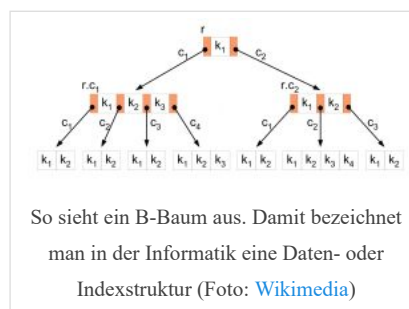 r
k₁
c₁ c₂
r.c₁ r.c₂
k₁ k₂ k₃ k₁ k₂
c₁ c₂ c₃ c₄ c₁ c₂ c₃
k₁ k₂ k₁ k₂ k₁ k₂ k₁ k₂ k₃ k₁ k₂ k₁ k₂ k₃ k₄ k₁ k₂
So sieht ein B-Baum aus. Damit bezeichnet
man in der Informatik eine Daten- oder
Indexstruktur (Foto: Wikimedia)